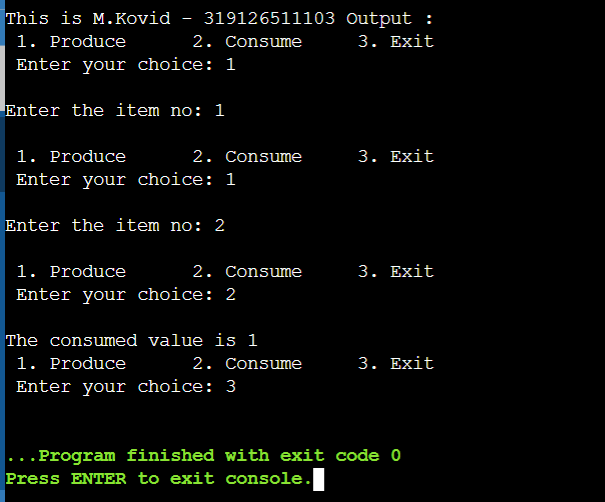 This is M.Kovid - 319126511103 Output :
1. Produce      2. Consume     3. Exit
Enter your choice: 1
Enter the item no: 1
1. Produce      2. Consume     3. Exit
Enter your choice: 1
Enter the item no: 2
1. Produce      2. Consume     3. Exit
Enter your choice: 2
The consumed value is 1
1. Produce      2. Consume     3. Exit
Enter your choice: 3
...Program finished with exit code 0
Press ENTER to exit console.